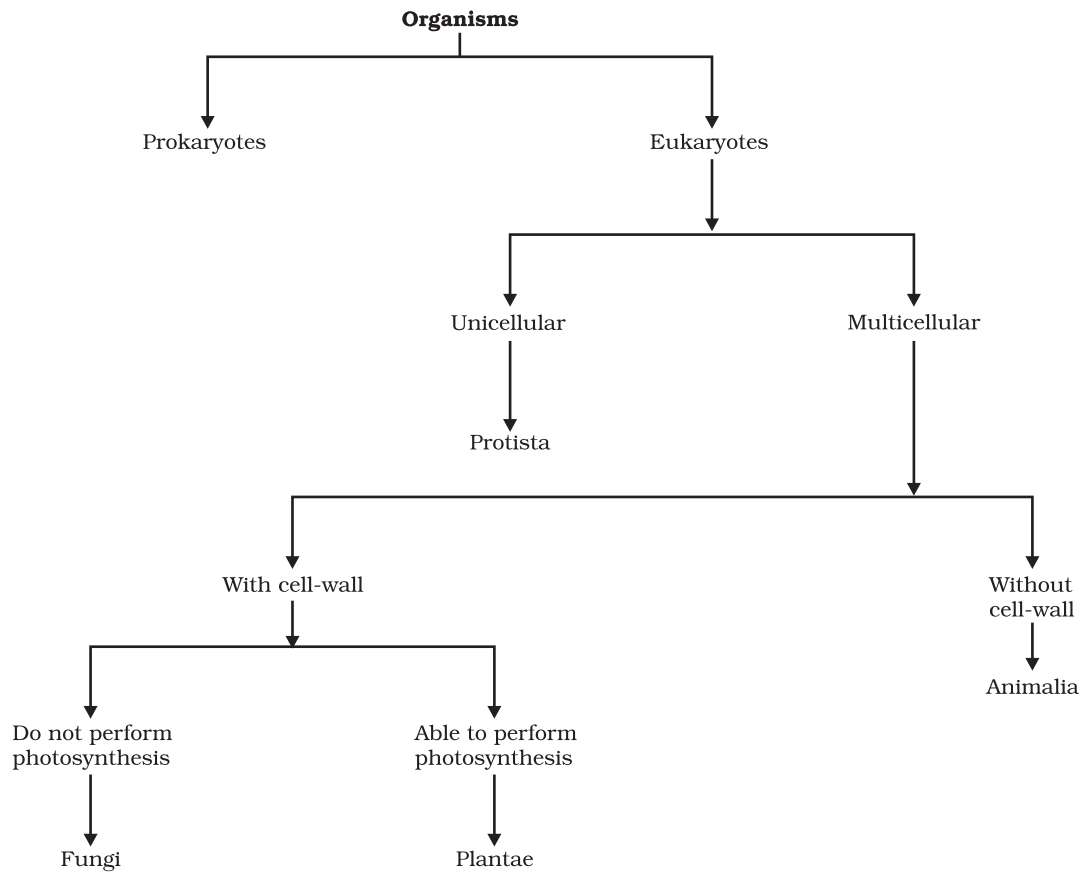 Organisms
Prokaryotes
Eukaryotes
Unicellular
Multicellular
Protista
With cell-wall
Without
cell-wall
Animalia
Do not perform
photosynthesis
Able to perform
photosynthesis
Fungi
Plantae